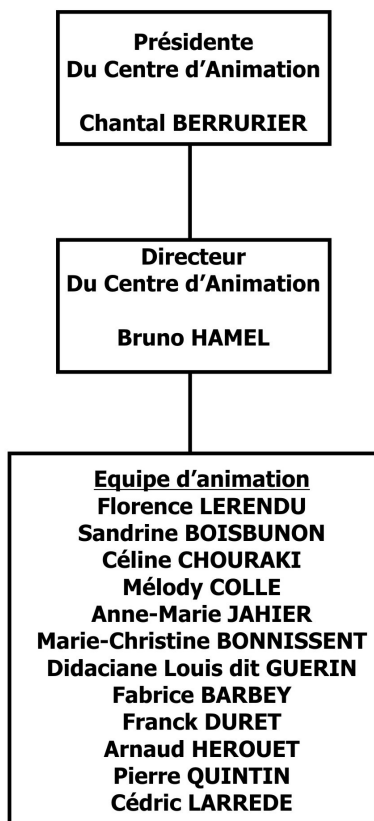 Présidente
Du Centre d’Animation
Chantal BERRURIER
Directeur
Du Centre d’Animation
Bruno HAMEL
Equipe d’animation
Florence LERENDU
Sandrine BOISBUNON
Céline CHOURAKI
Mélody COLLE
Anne-Marie JAHIER
Marie-Christine BONNISSENT
Didaciane Louis dit GUERIN
Fabrice BARBEY
Franck DURET
Arnaud HEROUET
Pierre QUINTIN
Cédric LARREDE